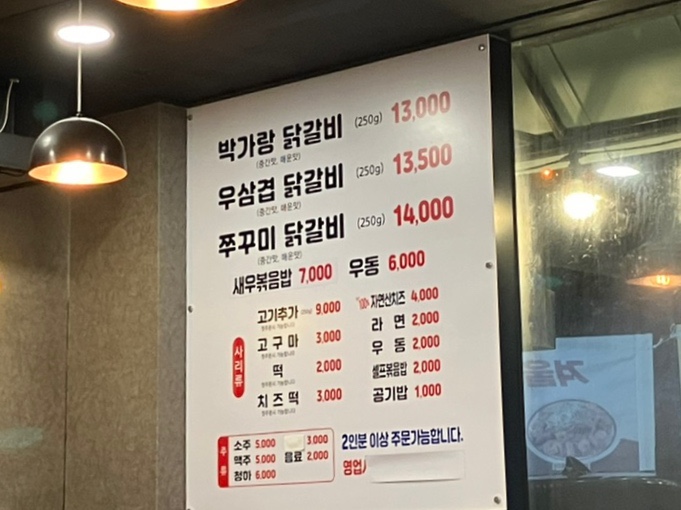 박가랑 닭갈비 (250g) 13,000
(중간맛, 매운맛)
우삼겹 닭갈비 (250g) 13,500
(중간맛, 매운맛)
쭈꾸미 닭갈비 (250g) 14,000
(중간맛, 매운맛)
새우볶음밥 7,000 우동 6,000
사리류
고기추가 9,000
고구마 3,000
떡 2,000
치즈떡 3,000
100% 자연산치즈 4,000
라면 2,000
우동 2,000
셀프볶음밥 2,000
공기밥 1,000
주류
소주 5,000 3,000
맥주 5,000 음료 2,000
청하 6,000
2인분 이상 주문가능합니다.
영업
겨울